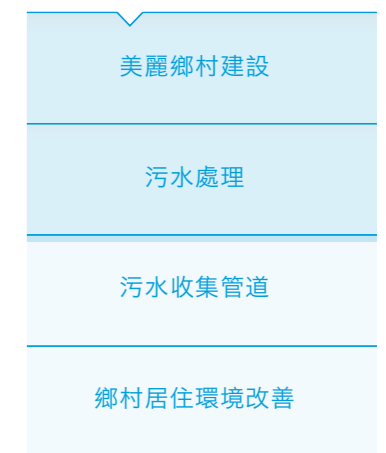 美麗鄉村建設
污水處理
污水收集管道
鄉村居住環境改善